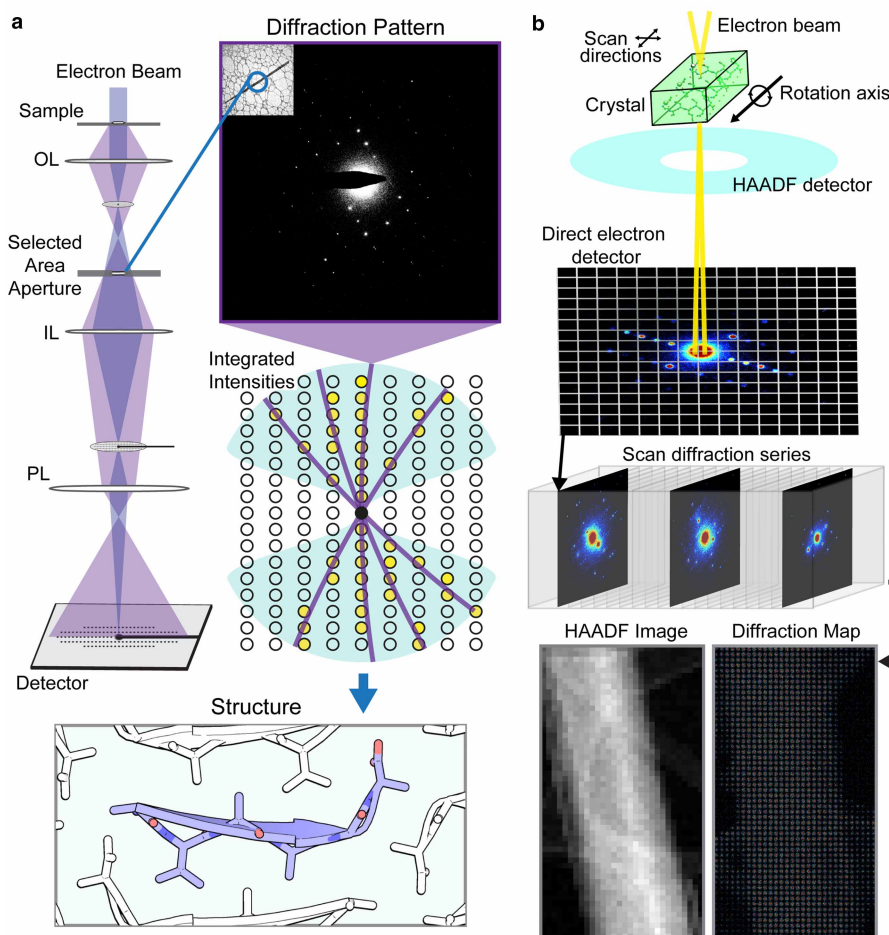 a
Diffraction Pattern
Electron Beam
Sample
OL
Selected
Area
Aperture
IL
Integrated
Intensities
PL
Detector
Structure
b
Electron beam
Scan
directions
Crystal
Rotation axis
HAADF detector
Direct electron
detector
Scan diffraction series
HAADF Image
Diffraction Map